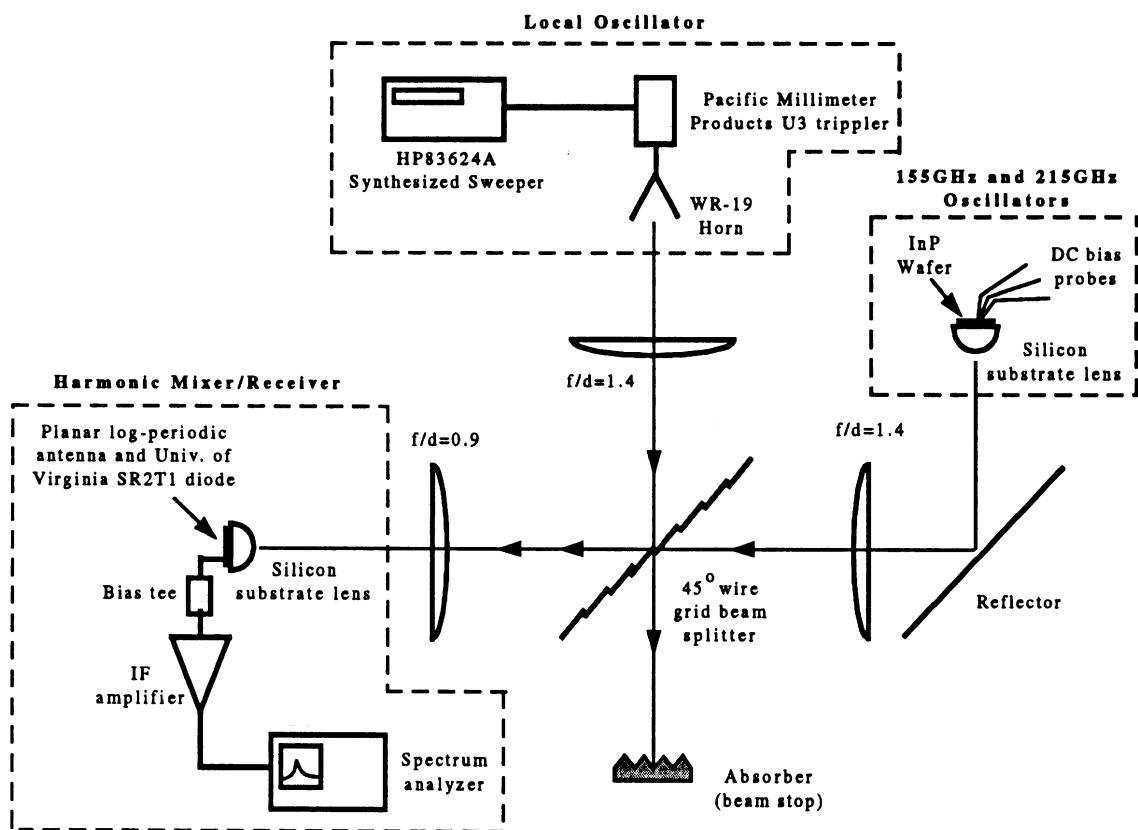 Local Oscillator
HP83624A
Synthesized Sweeper
Pacific Millimeter
Products U3 trippler
WR-19
Horn
155GHz and 215GHz
Oscillators
InP
Wafer
DC bias
probes
Silicon
substrate lens
f/d=1.4
f/d=1.4
Harmonic Mixer/Receiver
Planar log-periodic
antenna and Univ. of
Virginia SR2T1 diode
f/d=0.9
Silicon
substrate lens
Bias tee
IF
amplifier
Spectrum
analyzer
45° wire
grid beam
splitter
Reflector
Absorber
(beam stop)